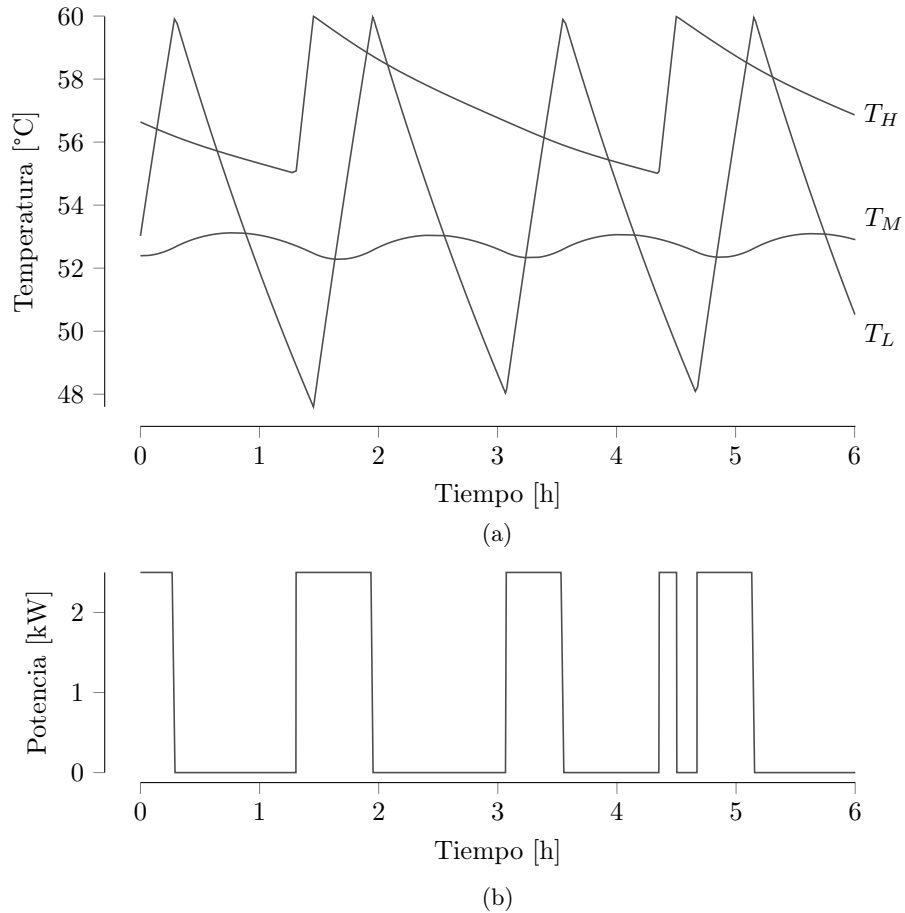 60
58
56
54
52
50
48
Temperatura [°C]
T_H
T_M
T_L
0 1 2 3 4 5 6
Tiempo [h]
(a)
2
1
0
Potencia [kW]
0 1 2 3 4 5 6
Tiempo [h]
(b)